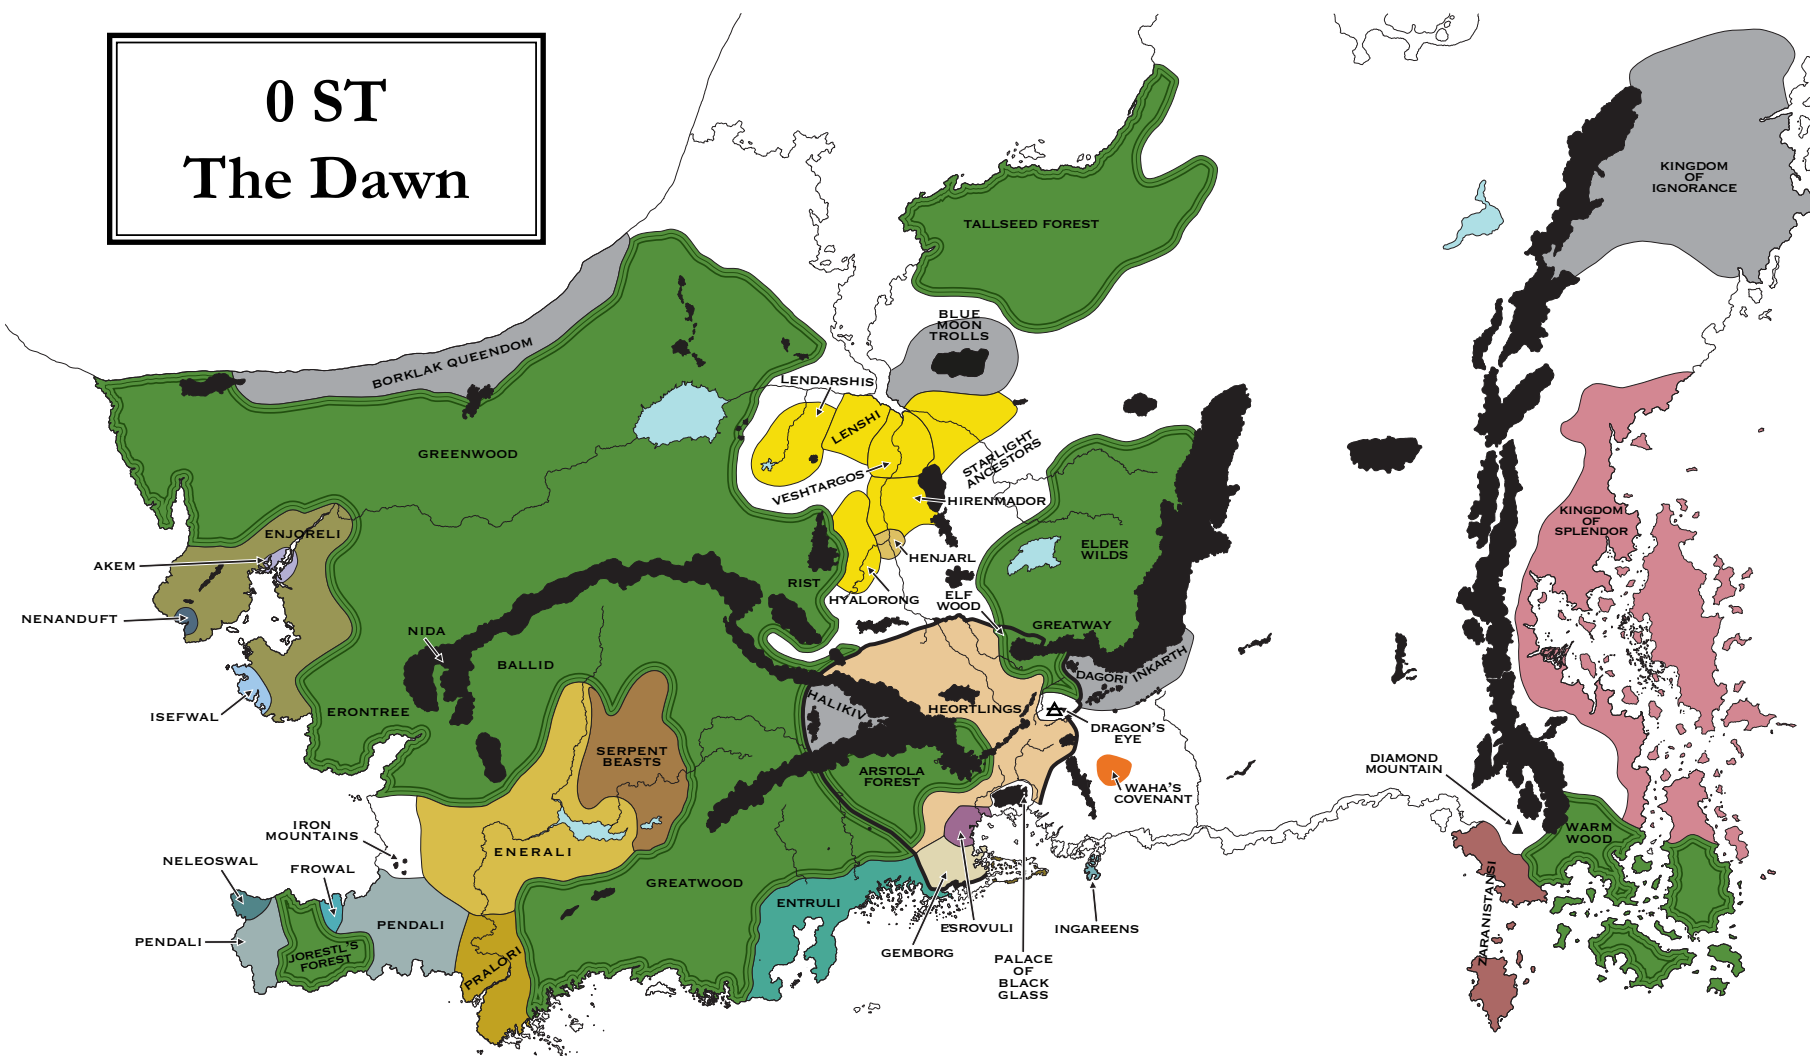 0 ST
The Dawn
KINGDOM
OF
IGNORANCE
TALLSEED FOREST
BLUE
MOON
TROLLS
BORKLAK QUEENDOM
LENDARSHIS
LENSHI
STARLIGHT
ANCESTORS
GREENWOOD
VESHTARGOS
HIRENMADOR
KINGDOM
OF
SPLENDOR
ENJORELI
ELDER
WILDS
HENJARL
AKEM
RIST
HYALORONG
ELF
WOOD
NENANDUFT
GREATWAY
NIDA
BALLID
DAGORI INKARTH
HALIKIV
HEORTLINGS
ISEFWAL
ERONTREE
DRAGON'S
EYE
SERPENT
BEASTS
DIAMOND
MOUNTAIN
ARSTOLA
FOREST
WAHA'S
COVENANT
IRON
MOUNTAINS
WARM
WOOD
ENERALI
NELEOSWAL
FROWAL
GREATWOOD
ZARANISTANSI
ENTRULI
PENDALI
PENDALI
ESROVULI
INGAREENS
JORESTL'S
FOREST
PRALORI
GEMBORG
PALACE
OF
BLACK
GLASS